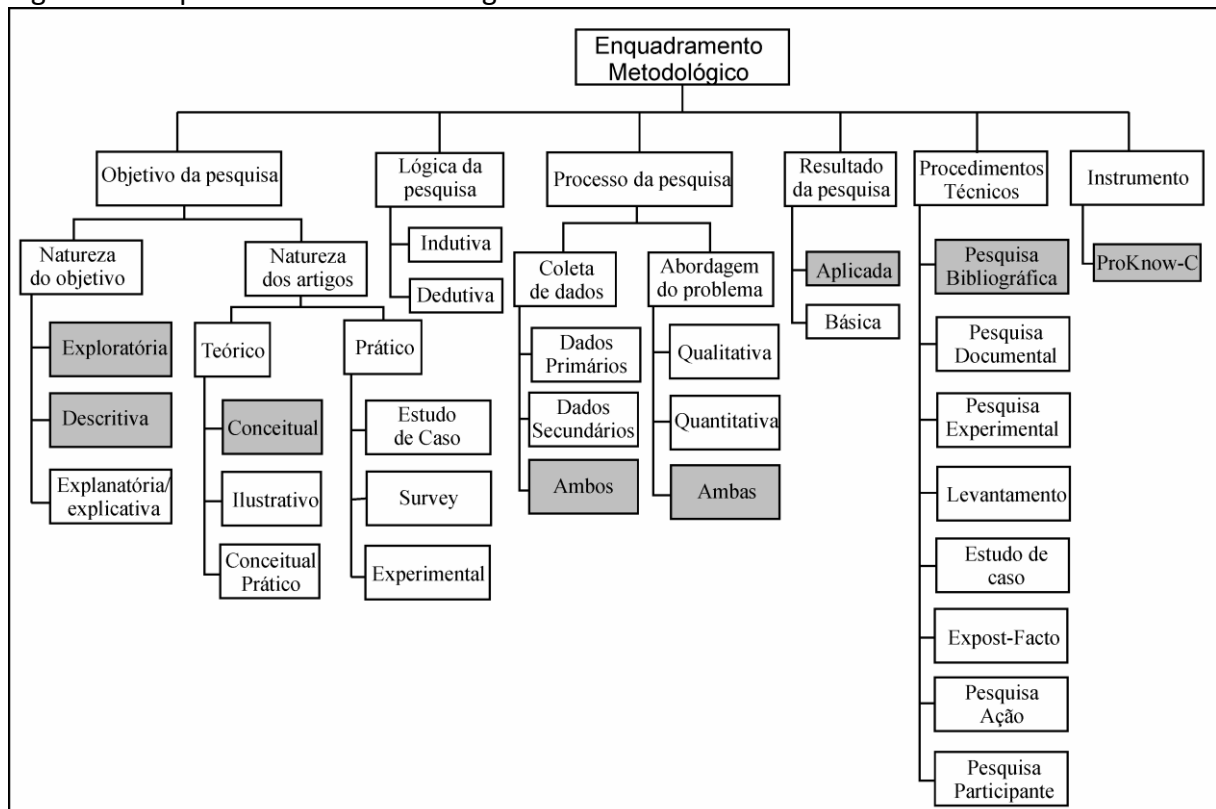 Enquadramento
Metodológico
Objetivo da pesquisa
Lógica da
pesquisa
Processo da pesquisa
Resultado
da pesquisa
Procedimentos
Técnicos
Instrumento
Natureza
do objetivo
Natureza
dos artigos
Indutiva
Dedutiva
Coleta
de dados
Abordagem
do problema
Aplicada
Básica
Pesquisa
Bibliográfica
ProKnow-C
Exploratória
Descritiva
Explanatória/
explicativa
Teórico
Prático
Conceitual
Ilustrativo
Conceitual
Prático
Estudo
de Caso
Survey
Experimental
Dados
Primários
Dados
Secundários
Ambos
Qualitativa
Quantitativa
Ambas
Pesquisa
Documental
Pesquisa
Experimental
Levantamento
Estudo de
caso
Expost-Facto
Pesquisa
Ação
Pesquisa
Participante